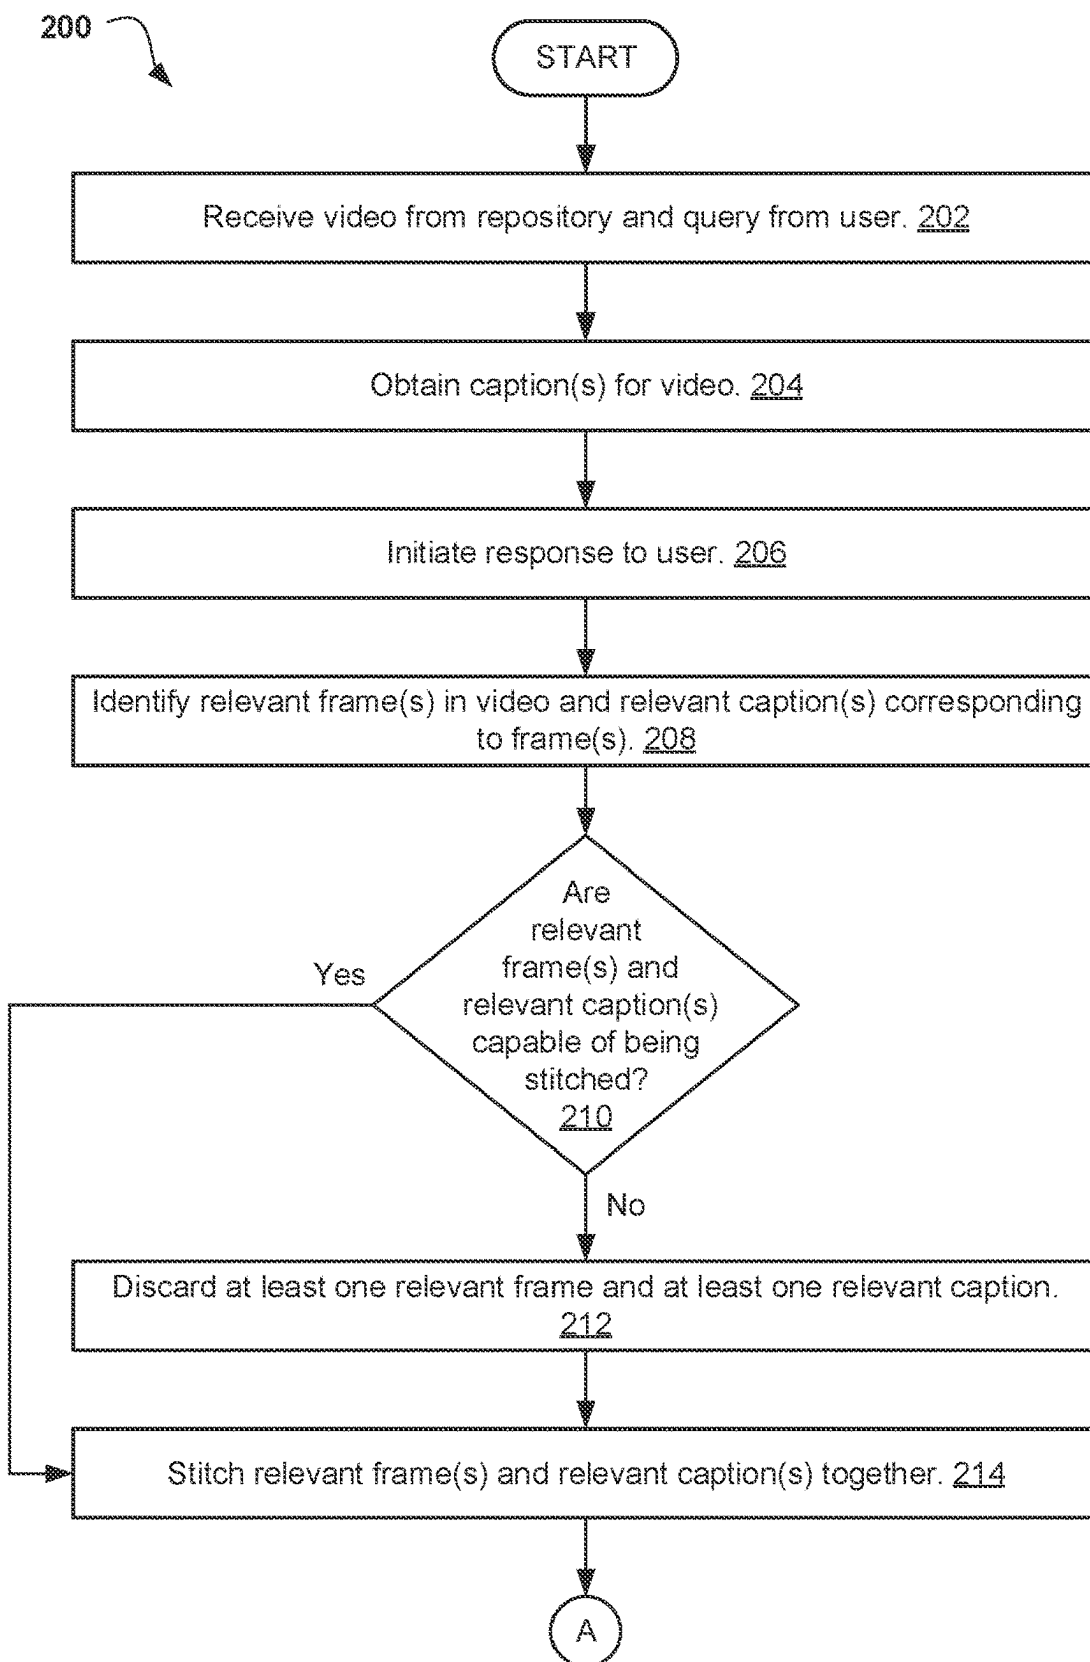 200
START
Receive video from repository and query from user. 202
Obtain caption(s) for video. 204
Initiate response to user. 206
Identify relevant frame(s) in video and relevant caption(s) corresponding
to frame(s). 208
Are
relevant
frame(s) and
relevant caption(s)
capable of being
stitched?
210
Yes
No
Discard at least one relevant frame and at least one relevant caption.
212
Stitch relevant frame(s) and relevant caption(s) together. 214
A